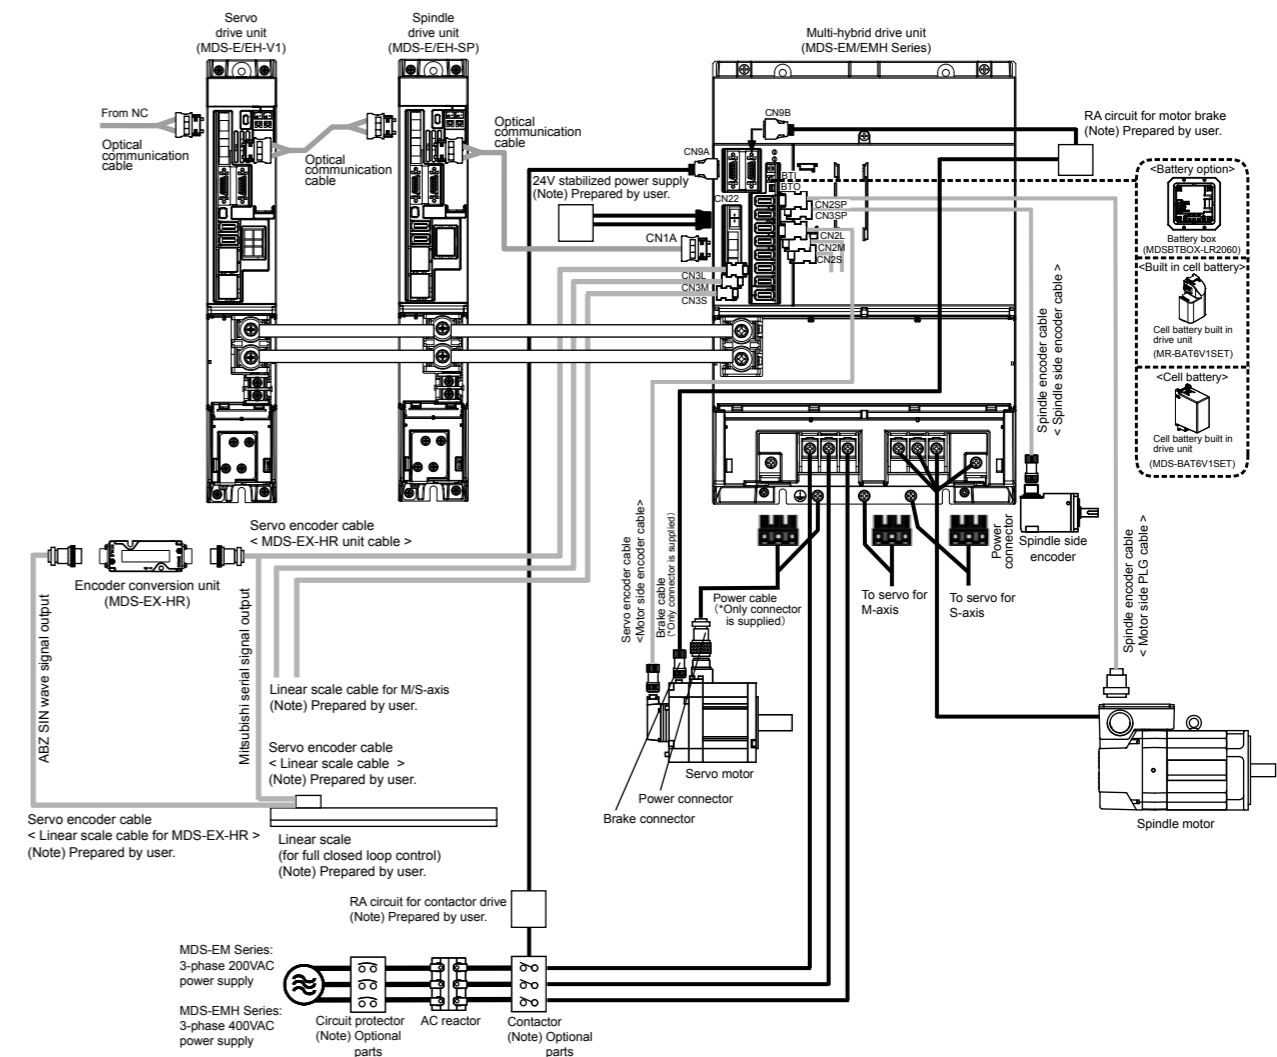 Servo
drive unit
(MDS-E/EH-V1)
Spindle
drive unit
(MDS-E/EH-SP)
Multi-hybrid drive unit
(MDS-EM/EMH Series)
From NC
Optical
communication
cable
Optical
communication
cable
Optical
communication
cable
CN9B
CN9A
RA circuit for motor brake
(Note) Prepared by user.
24V stabilized power supply
(Note) Prepared by user.
BTI
BTO
CN22
CN2SP
CN3SP
CN1A
CN2L
CN2M
CN2S
CN3L
CN3M
CN3S
<Battery option>
Battery box
(MDSBTBOX-LR2060)
<Built in cell battery>
Cell battery built in
drive unit
(MR-BAT6V1SET)
<Cell battery>
Cell battery built in
drive unit
(MDS-BAT6V1SET)
Spindle encoder cable
< Spindle side encoder cable >
Servo encoder cable
< MDS-EX-HR unit cable >
Encoder conversion unit
(MDS-EX-HR)
Servo encoder cable
<Motor side encoder cable>
Brake cable
(*Only connector is supplied)
Power cable
(*Only connector
is supplied)
To servo for
M-axis
To servo for
S-axis
Power
connector
Spindle side
encoder
Spindle encoder cable
< Motor side PLG cable >
ABZ SIN wave signal output
Mitsubishi serial signal output
Linear scale cable for M/S-axis
(Note) Prepared by user.
Servo encoder cable
< Linear scale cable >
(Note) Prepared by user.
Servo motor
Power connector
Brake connector
Spindle motor
Servo encoder cable
< Linear scale cable for MDS-EX-HR >
(Note) Prepared by user.
Linear scale
(for full closed loop control)
(Note) Prepared by user.
RA circuit for contactor drive
(Note) Prepared by user.
MDS-EM Series:
3-phase 200VAC
power supply
MDS-EMH Series:
3-phase 400VAC
power supply
Circuit protector
(Note) Optional
parts
AC reactor
Contactor
(Note) Optional
parts